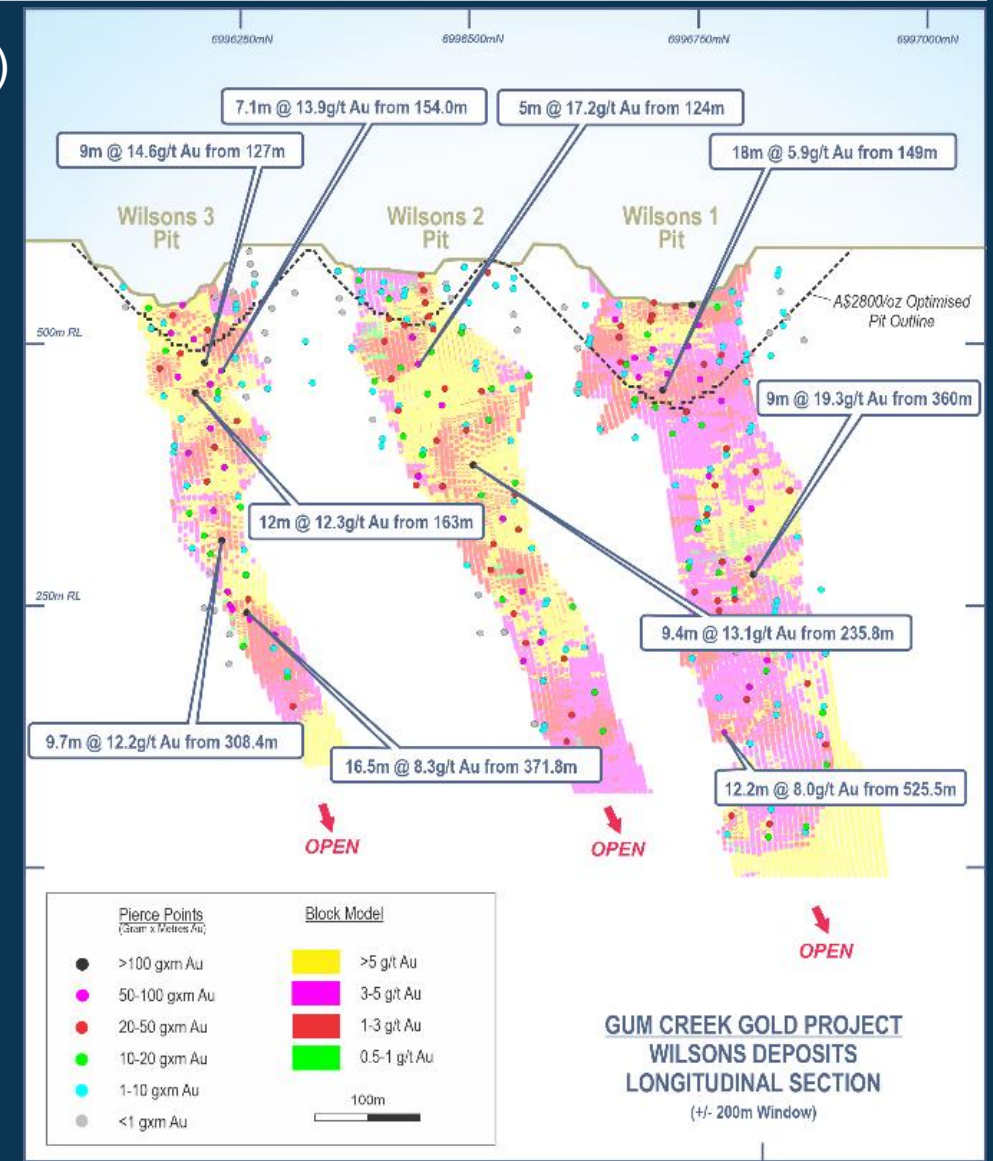 )
6996250mN
6996500mN
6996750mN
6997000mN
7.1m @ 13.9g/t Au from 154.0m
5m @ 17.2g/t Au from 124m
9m @ 14.6g/t Au from 127m
18m @ 5.9g/t Au from 149m
Wilsons 3
Pit
Wilsons 2
Pit
Wilsons 1
Pit
A$2800/oz Optimised
Pit Outline
500m RL
9m @ 19.3g/t Au from 360m
12m @ 12.3g/t Au from 163m
250m RL
9.4m @ 13.1g/t Au from 235.8m
9.7m @ 12.2g/t Au from 308.4m
16.5m @ 8.3g/t Au from 371.8m
12.2m @ 8.0g/t Au from 525.5m
OPEN
OPEN
OPEN
Pierce Points
(Gram x Metres Au)
>100 gxm Au
50-100 gxm Au
20-50 gxm Au
10-20 gxm Au
1-10 gxm Au
<1 gxm Au
Block Model
>5 g/t Au
3-5 g/t Au
1-3 g/t Au
0.5-1 g/t Au
100m
GUM CREEK GOLD PROJECT
WILSONS DEPOSITS
LONGITUDINAL SECTION
(+/- 200m Window)